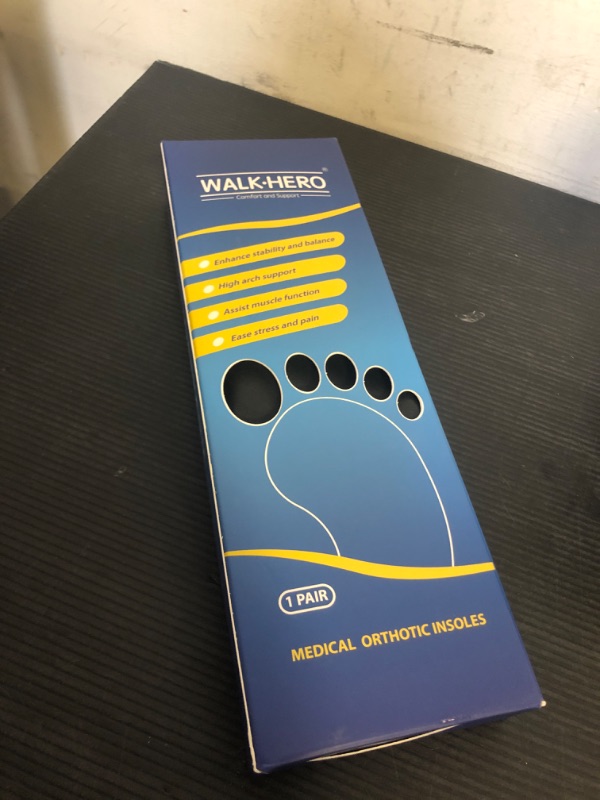 WALK·HERO®
Comfort and Support
Enhance stability and balance
High arch support
Assist muscle function
Ease stress and pain
1 PAIR
MEDICAL ORTHOTIC INSOLES